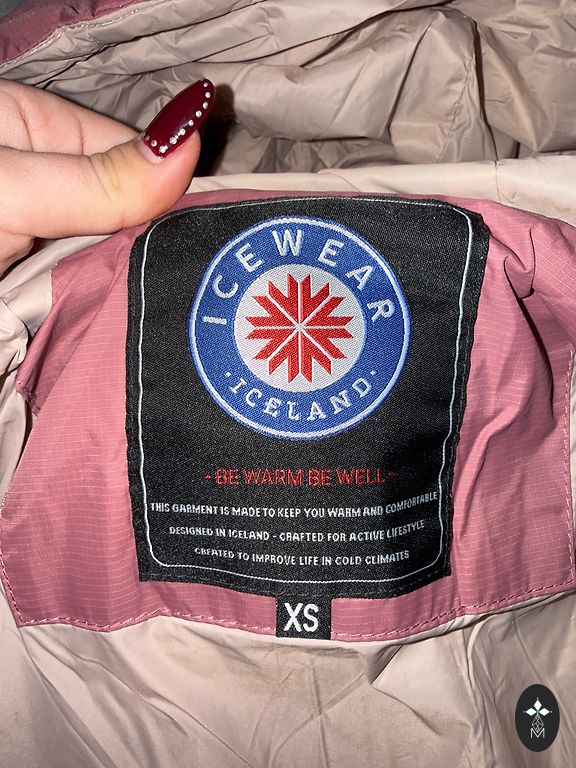 ICEWEAR
· ICELAND ·
- BE WARM BE WELL -
THIS GARMENT IS MADE TO KEEP YOU WARM AND COMFORTABLE
DESIGNED IN ICELAND - CRAFTED FOR ACTIVE LIFESTYLE
CREATED TO IMPROVE LIFE IN COLD CLIMATES
XS
M